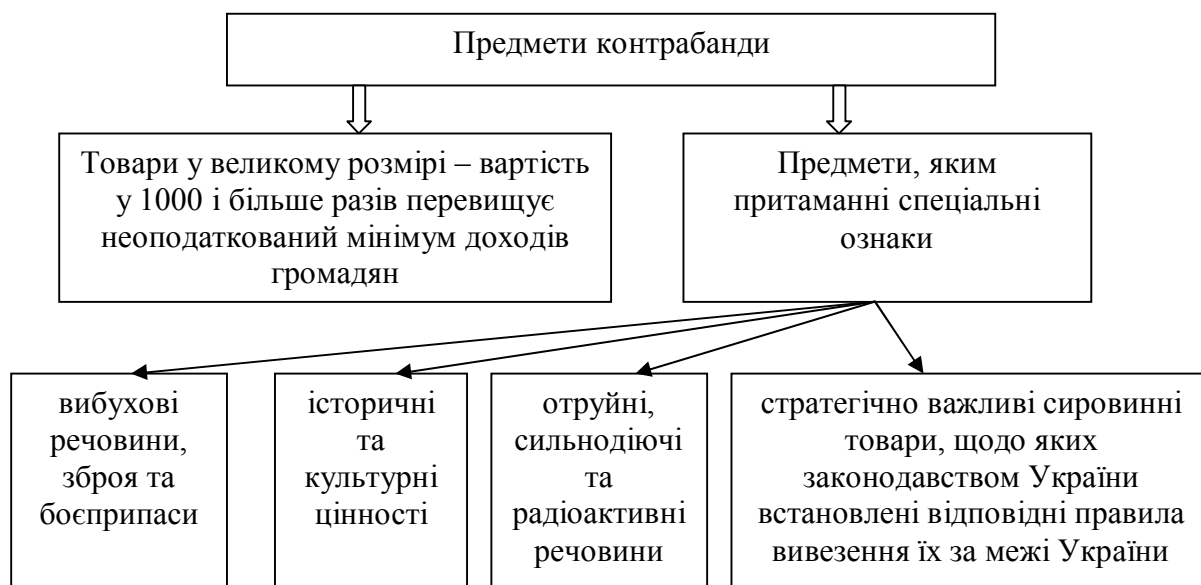 Предмети контрабанди
Товари у великому розмірі – вартість
у 1000 і більше разів перевищує
неоподаткований мінімум доходів
громадян
Предмети, яким
притаманні спеціальні
ознаки
вибухові
речовини,
зброя та
боєприпаси
історичні
та
культурні
цінності
отруйні,
сильнодіючі
та
радіоактивні
речовини
стратегічно важливі сировинні
товари, щодо яких
законодавством України
встановлені відповідні правила
вивезення їх за межі України